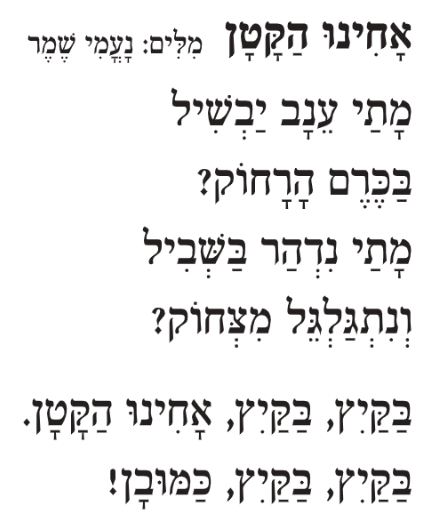 אָחִינוּ הַקָּטָן מִלִּים: נָעֳמִי שֶׁמֶר
מָתַי עֵנָב יַבְשִׁיל
בַּכֶּרֶם הָרָחוֹק?
מָתַי נִדְהַר בַּשְּׁבִיל
וְנִתְגַּלְגֵּל מִצְּחוֹק?
בַּקַּיִץ, בַּקַּיִץ, אָחִינוּ הַקָּטָן.
בַּקַּיִץ, בַּקַּיִץ, כַּמּוּבָן!